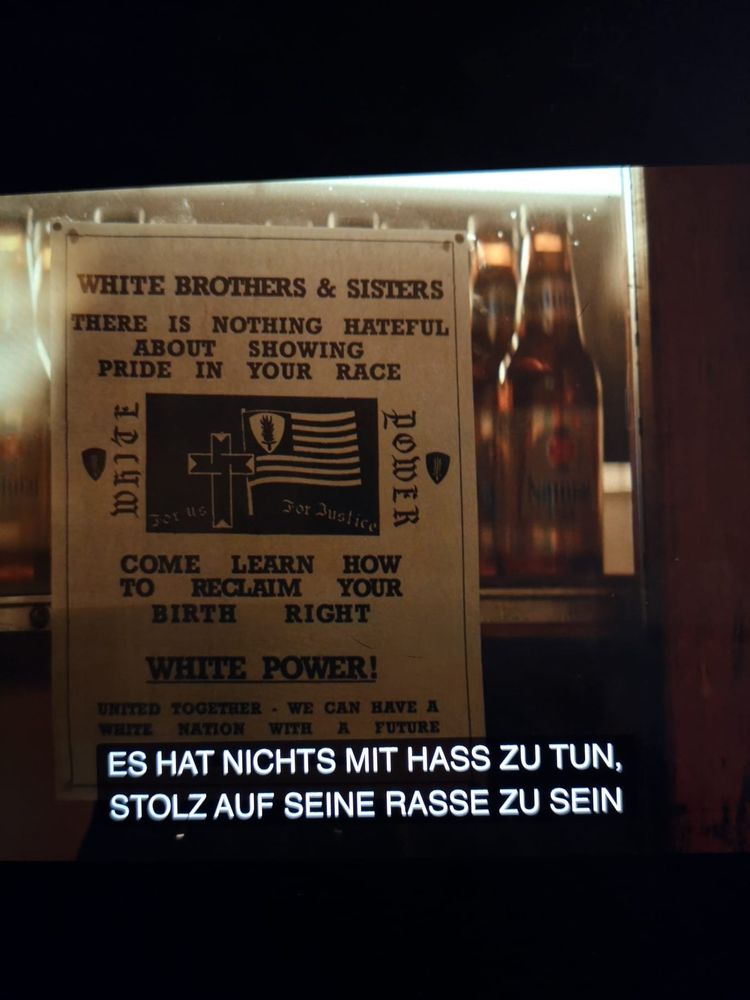 WHITE BROTHERS & SISTERS
THERE IS NOTHING HATEFUL
ABOUT SHOWING
PRIDE IN YOUR RACE
WHITE
POWER
For us
For Justice
COME LEARN HOW
TO RECLAIM YOUR
BIRTH RIGHT
WHITE POWER!
UNITED TOGETHER - WE CAN HAVE A
WHITE NATION WITH A FUTURE
ES HAT NICHTS MIT HASS ZU TUN,
STOLZ AUF SEINE RASSE ZU SEIN